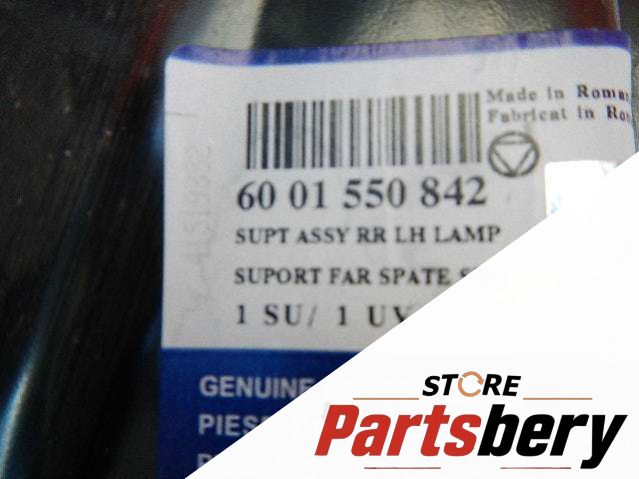 Made in Roman
Fabricat in Ro
60 01 550 842
SUPT ASSY RR LH LAMP
SUPORT FAR SPATE S
1 SU/ 1 UV
GENUINE
PIESE
STORE
Partsbery